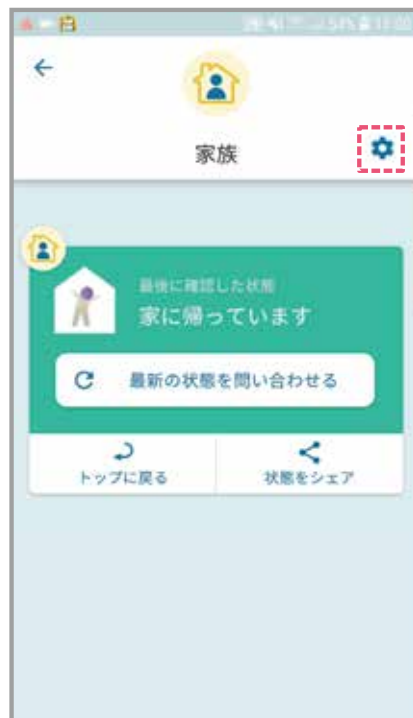 家族
最後に確認した状態
家に帰っています
最新の状態を問い合わせる
トップに戻る
状態をシェア